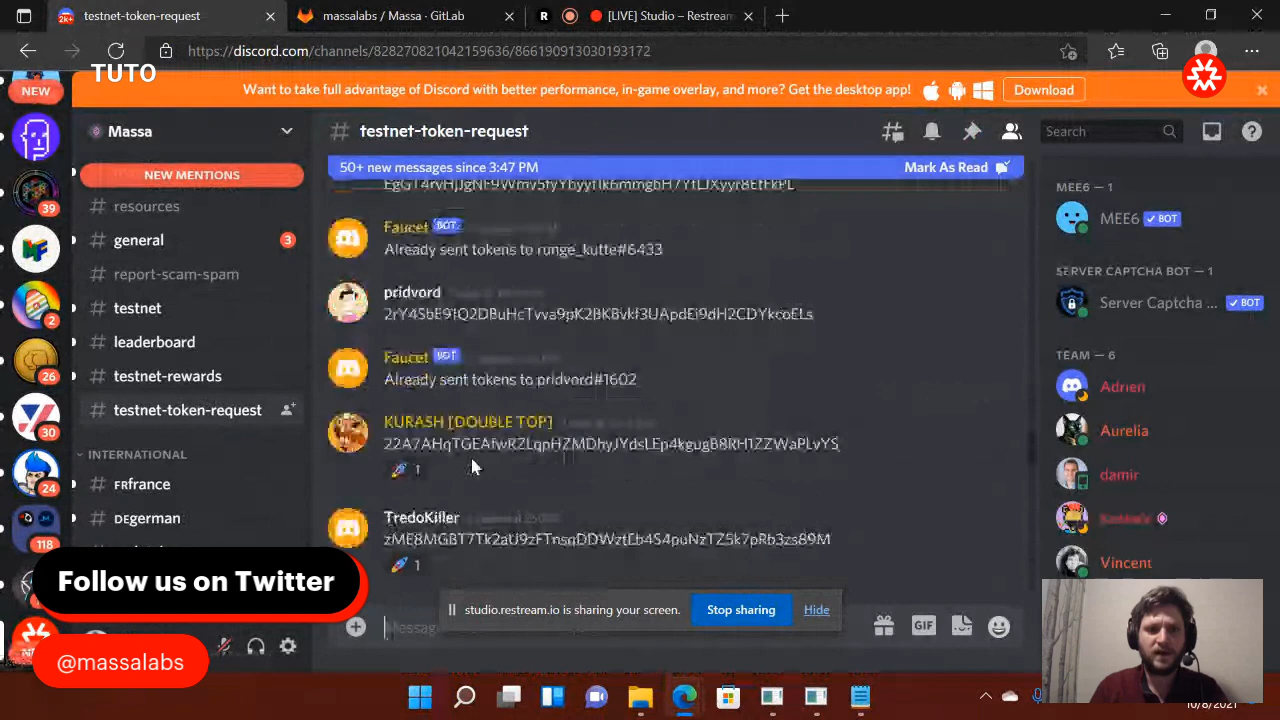 testnet-token-request
massalabs / Massa · GitLab
[LIVE] Studio – Restream
2k+
R
https://discord.com/channels/828270821042159636/866190913030193172
TUTO
NEW
Want to take full advantage of Discord with better performance, in-game overlay, and more? Get the desktop app!
Download
Massa
testnet-token-request
Search
50+ new messages since 3:47 PM
Mark As Read
NEW MENTIONS
resources
general
3
report-scam-spam
testnet
leaderboard
testnet-rewards
testnet-token-request
INTERNATIONAL
FRfrance
DEgerman
39
2
26
30
24
118
Faucet BOT
Already sent tokens to runge_kutte#6433
pridvord
Faucet BOT
Already sent tokens to pridvord#1602
KURASH [DOUBLE TOP]
1
TredoKiller
1
MEE6 — 1
MEE6 BOT
SERVER CAPTCHA BOT — 1
Server Captcha ... BOT
TEAM — 6
Adrien
Aurelia
damir
Vincent
studio.restream.io is sharing your screen.
Stop sharing
Hide
GIF
Follow us on Twitter
@massalabs
10/8/2021